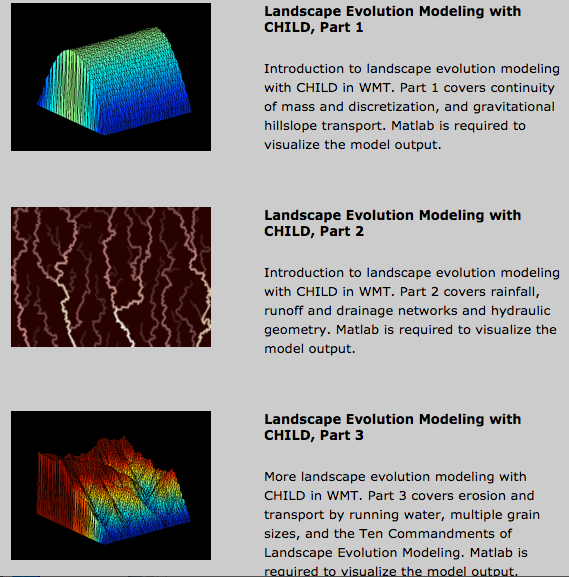 Landscape Evolution Modeling with
CHILD, Part 1
Introduction to landscape evolution modeling
with CHILD in WMT. Part 1 covers continuity
of mass and discretization, and gravitational
hillslope transport. Matlab is required to
visualize the model output.
Landscape Evolution Modeling with
CHILD, Part 2
Introduction to landscape evolution modeling
with CHILD in WMT. Part 2 covers rainfall,
runoff and drainage networks and hydraulic
geometry. Matlab is required to visualize the
model output.
Landscape Evolution Modeling with
CHILD, Part 3
More landscape evolution modeling with
CHILD in WMT. Part 3 covers erosion and
transport by running water, multiple grain
sizes, and the Ten Commandments of
Landscape Evolution Modeling. Matlab is
required to visualize the model output.